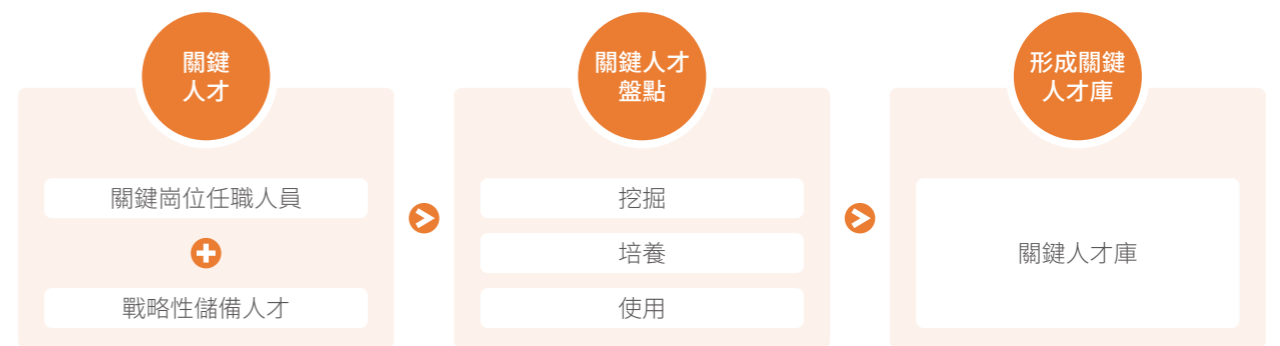 關鍵
人才
關鍵崗位任職人員
戰略性儲備人才
關鍵人才
盤點
挖掘
培養
使用
形成關鍵
人才庫
關鍵人才庫